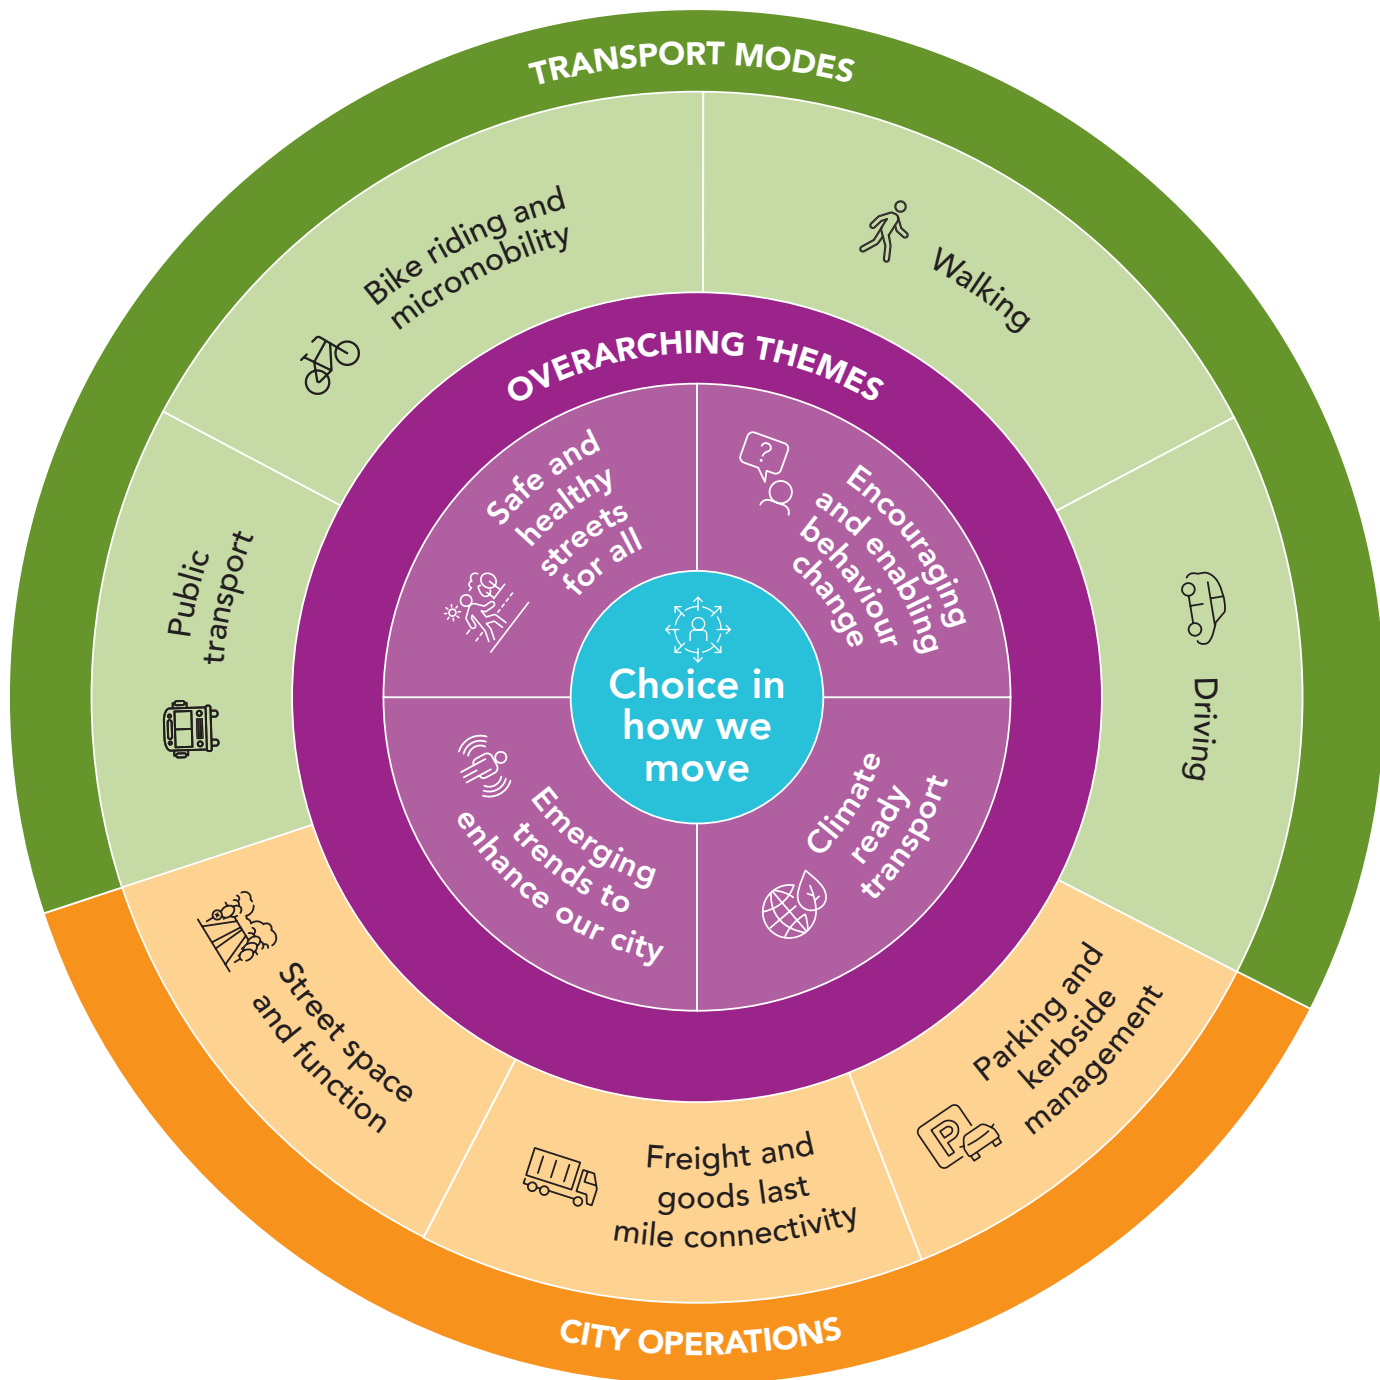 TRANSPORT MODES
Bike riding and
micromobility
Walking
Public
transport
Driving
OVERARCHING THEMES
Safe and
healthy
streets
for all
?
Encouraging
and enabling
behaviour
change
Choice in
how we
move
Emerging
trends to
enhance our city
Climate
ready
transport
Street space
and function
Freight and
goods last
mile connectivity
P
Parking and
kerbside
management
CITY OPERATIONS